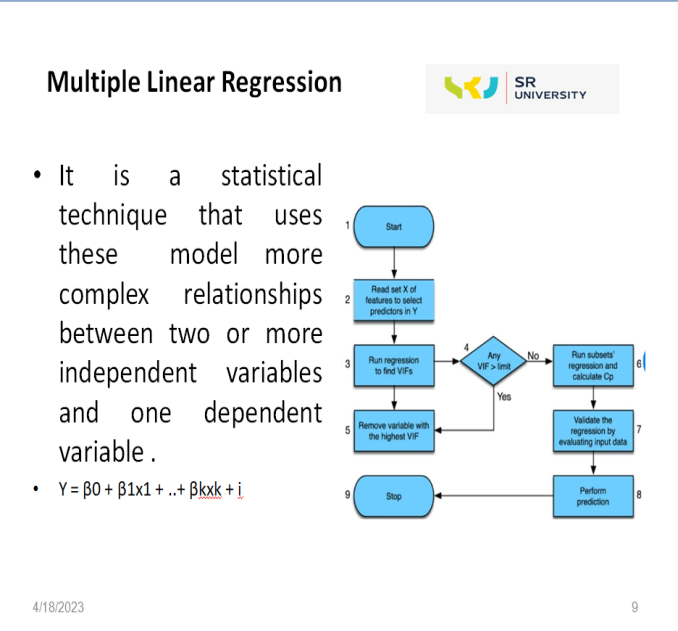 Multiple Linear Regression
SR
UNIVERSITY
• It is a statistical
technique that uses
these model more
complex relationships
between two or more
independent variables
and one dependent
variable .
• Y = β0 + β1x1 + ..+ βkxk + i
1
Start
2
Read set X of
features to select
predictors in Y
3
Run regression
to find VIFs
4
Any
VIF > limit
No
Yes
5
Remove variable with
the highest VIF
Run subsets'
regression and
calculate Cp
6
Validate the
regression by
evaluating input data
7
Perform
prediction
8
9
Stop
4/18/2023
9